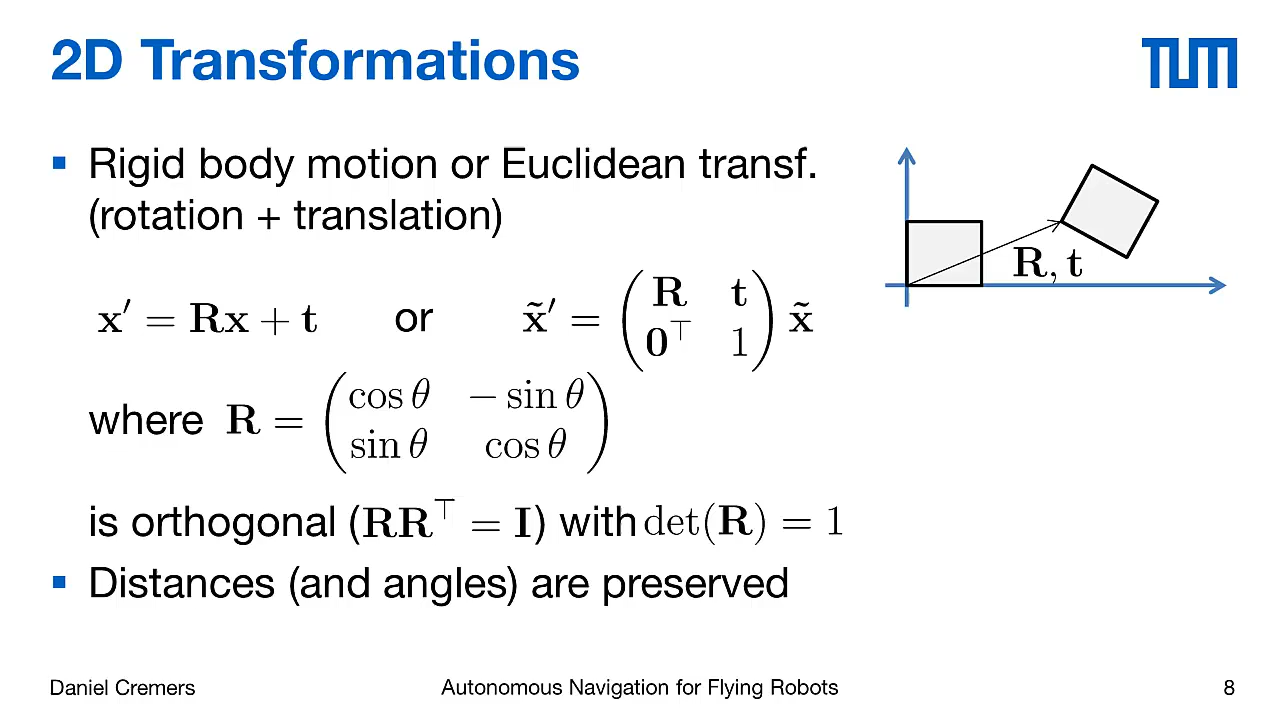 2D Transformations
TUM
▪ Rigid body motion or Euclidean transf.
(rotation + translation)
R, t
x′ = Rx + t or x̃′ = (R t; 0⊤ 1) x̃
where R = (cos θ − sin θ; sin θ cos θ)
is orthogonal (RR⊤ = I) with det(R) = 1
▪ Distances (and angles) are preserved
Daniel Cremers Autonomous Navigation for Flying Robots 8